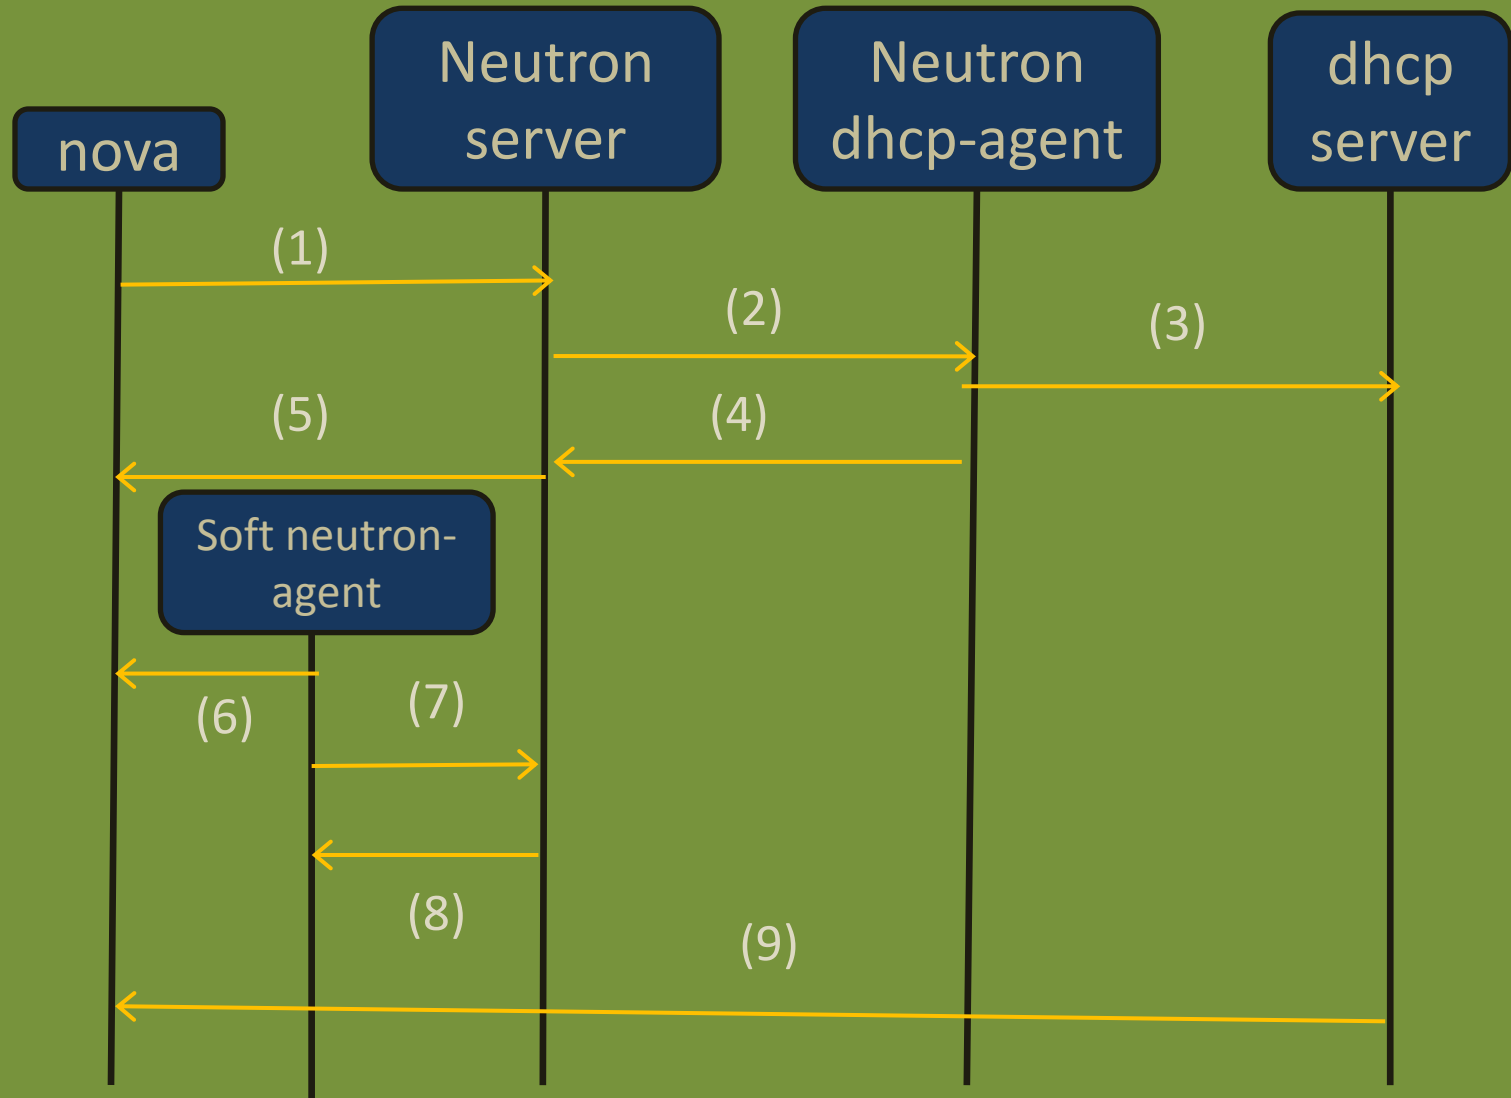 nova
Neutron
server
Neutron
dhcp-agent
dhcp
server
(1)
(2)
(3)
(5)
(4)
Soft neutron-
agent
(6)
(7)
(8)
(9)